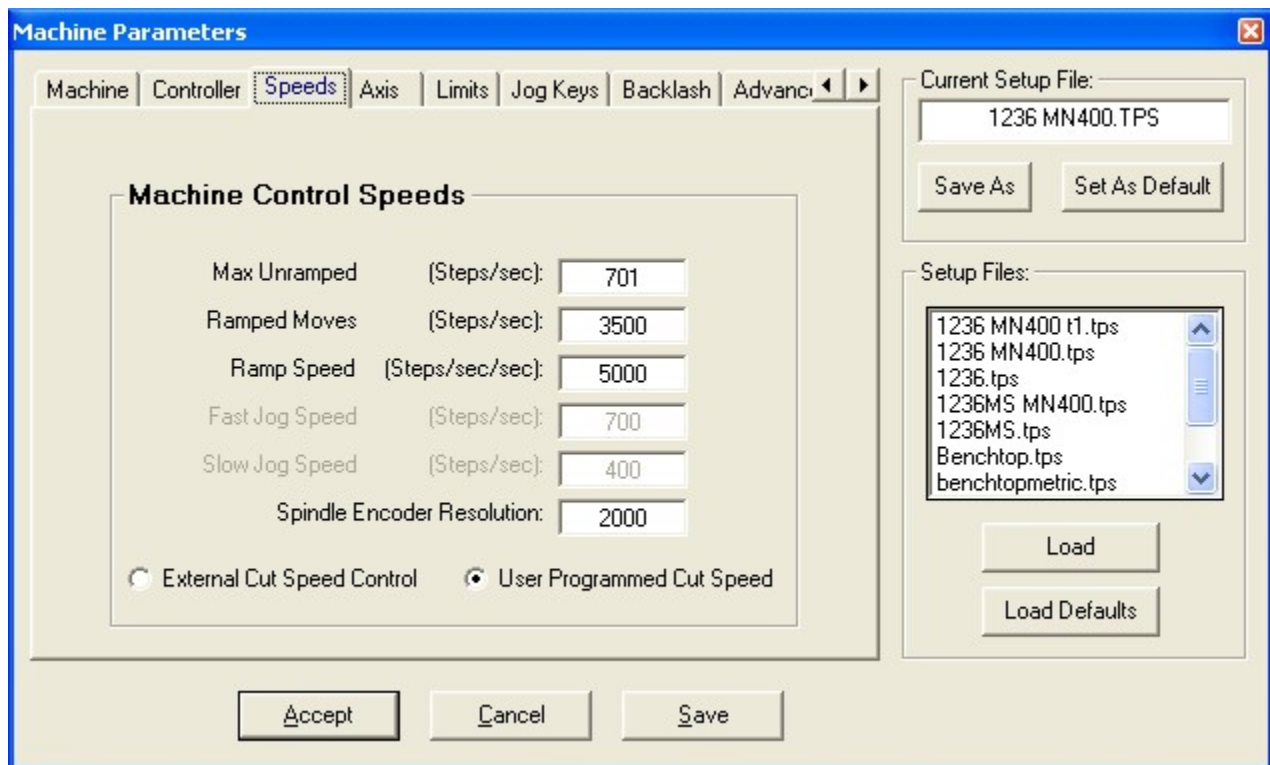 Machine Parameters
Machine Controller Speeds Axis Limits Jog Keys Backlash Advanc
Machine Control Speeds
Max Unramped (Steps/sec): 701
Ramped Moves (Steps/sec): 3500
Ramp Speed (Steps/sec/sec): 5000
Fast Jog Speed (Steps/sec): 700
Slow Jog Speed (Steps/sec): 400
Spindle Encoder Resolution: 2000
External Cut Speed Control User Programmed Cut Speed
Current Setup File:
1236 MN400.TPS
Save As Set As Default
Setup Files:
1236 MN400 t1.tps
1236 MN400.tps
1236.tps
1236MS MN400.tps
1236MS.tps
Benchtop.tps
benchtopmetric.tps
Load
Load Defaults
Accept Cancel Save